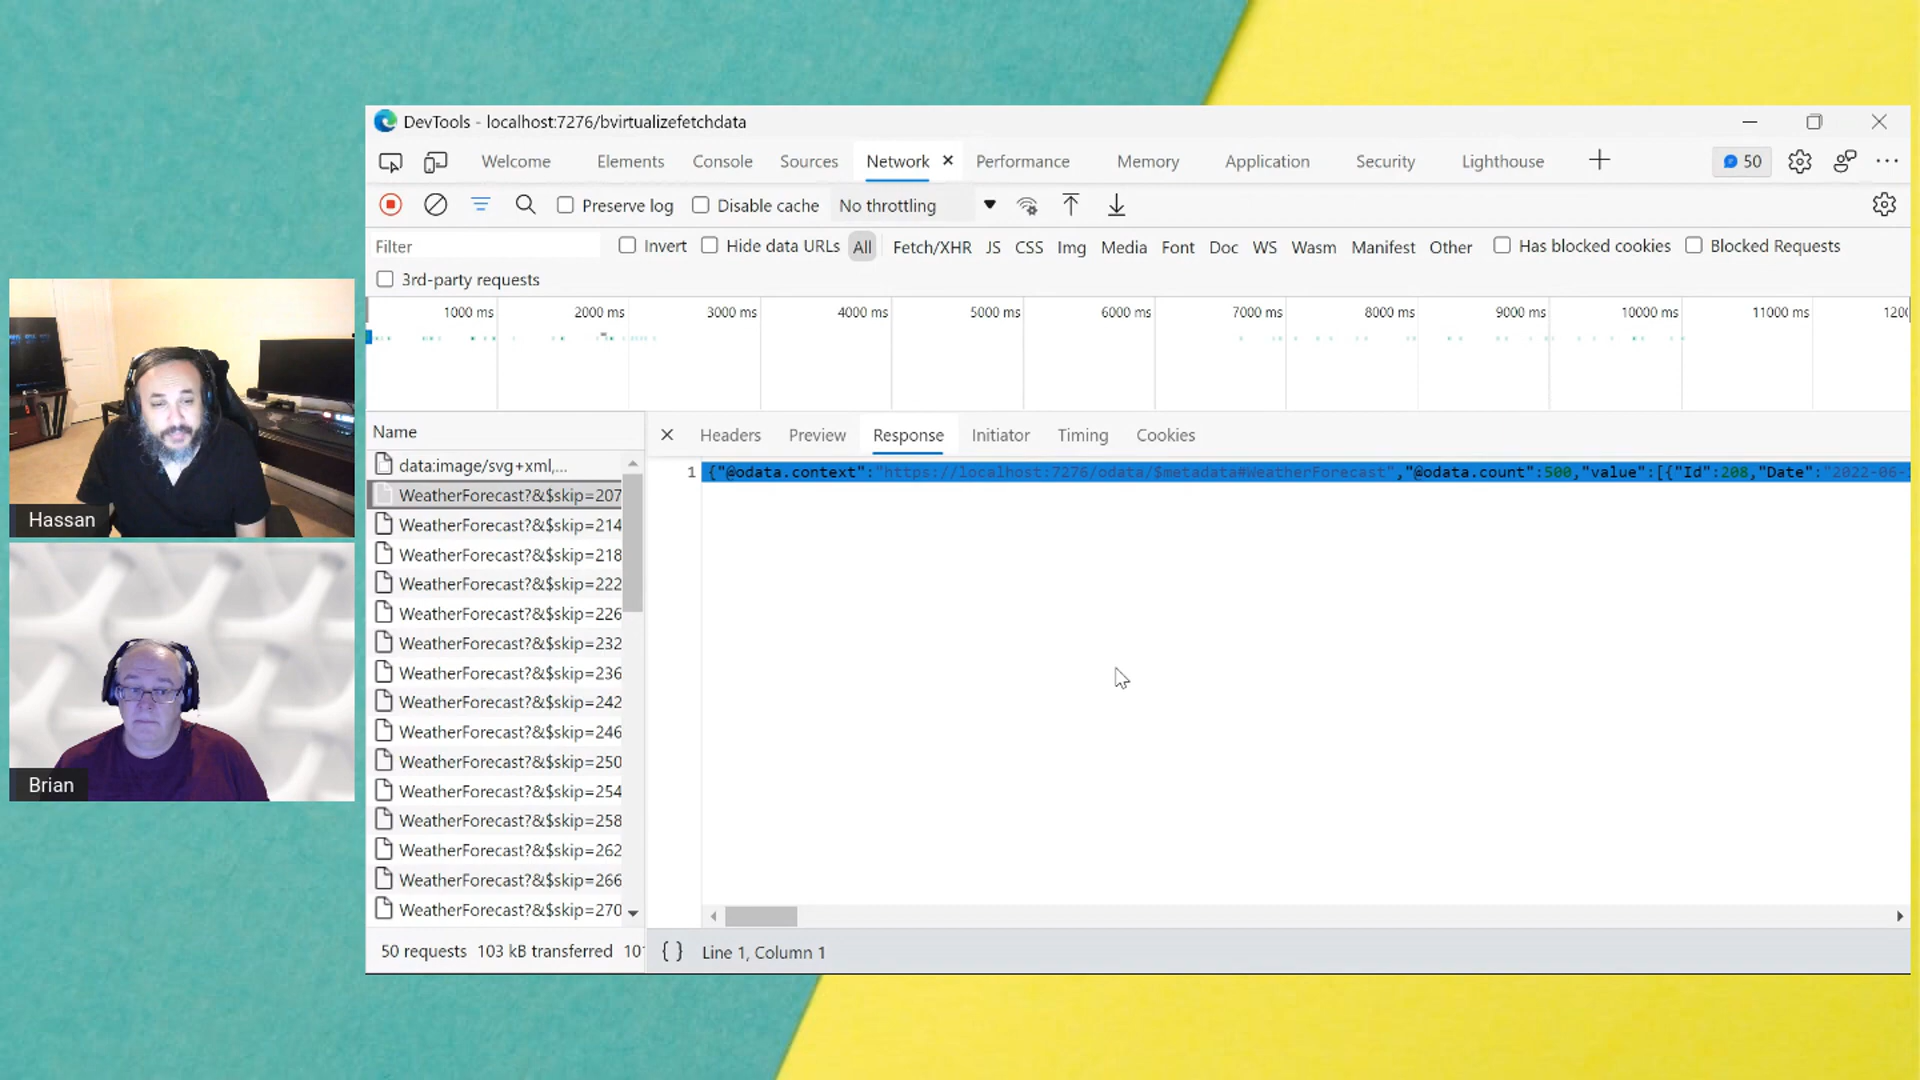 DevTools - localhost:7276/bvirtualizefetchdata
Welcome Elements Console Sources Network Performance Memory Application Security Lighthouse 50
Preserve log Disable cache No throttling
Filter Invert Hide data URLs All Fetch/XHR JS CSS Img Media Font Doc WS Wasm Manifest Other Has blocked cookies Blocked Requests
3rd-party requests
1000 ms 2000 ms 3000 ms 4000 ms 5000 ms 6000 ms 7000 ms 8000 ms 9000 ms 10000 ms 11000 ms 120
Name
Headers Preview Response Initiator Timing Cookies
data:image/svg+xml,...
1 {"@odata.context":"https://localhost:7276/odata/$metadata#WeatherForecast","@odata.count":500,"value":[{"Id":208,"Date":"2022-06-
WeatherForecast?&$skip=207
WeatherForecast?&$skip=214
WeatherForecast?&$skip=218
WeatherForecast?&$skip=222
WeatherForecast?&$skip=226
WeatherForecast?&$skip=232
WeatherForecast?&$skip=236
WeatherForecast?&$skip=242
WeatherForecast?&$skip=246
WeatherForecast?&$skip=250
WeatherForecast?&$skip=254
WeatherForecast?&$skip=258
WeatherForecast?&$skip=262
WeatherForecast?&$skip=266
WeatherForecast?&$skip=270
50 requests 103 kB transferred 10
{ } Line 1, Column 1
Hassan
Brian